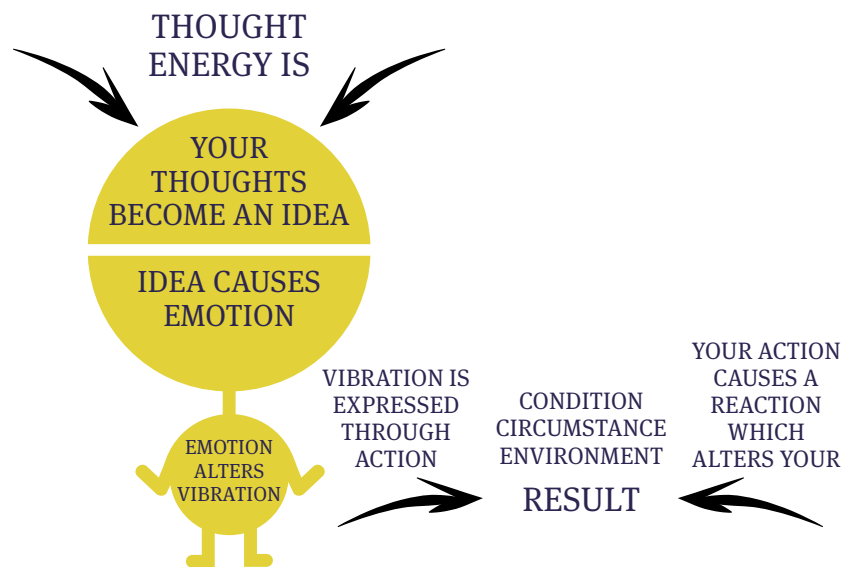 THOUGHT
ENERGY IS
YOUR
THOUGHTS
BECOME AN IDEA
IDEA CAUSES
EMOTION
EMOTION
ALTERS
VIBRATION
VIBRATION IS
EXPRESSED
THROUGH
ACTION
CONDITION
CIRCUMSTANCE
ENVIRONMENT
RESULT
YOUR ACTION
CAUSES A
REACTION
WHICH
ALTERS YOUR